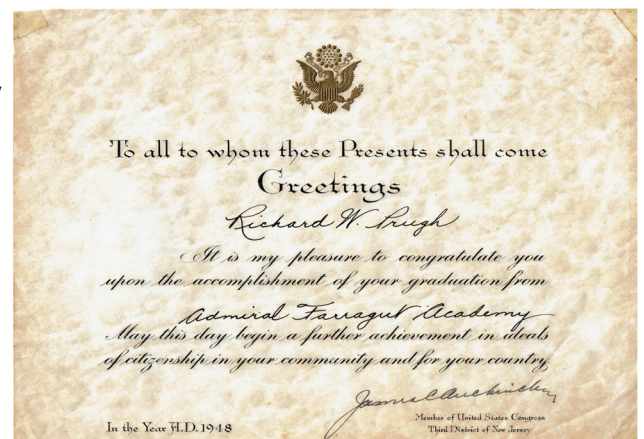 To all to whom these Presents shall come
Greetings
Richard W. Prugh
It is my pleasure to congratulate you
upon the accomplishment of your graduation from
Admiral Farragut Academy
May this day begin a further achievement in ideals
of citizenship in your community and for your country.
James C Auchincloss
Member of United States Congress
Third District of New Jersey
In the Year A.D. 1948